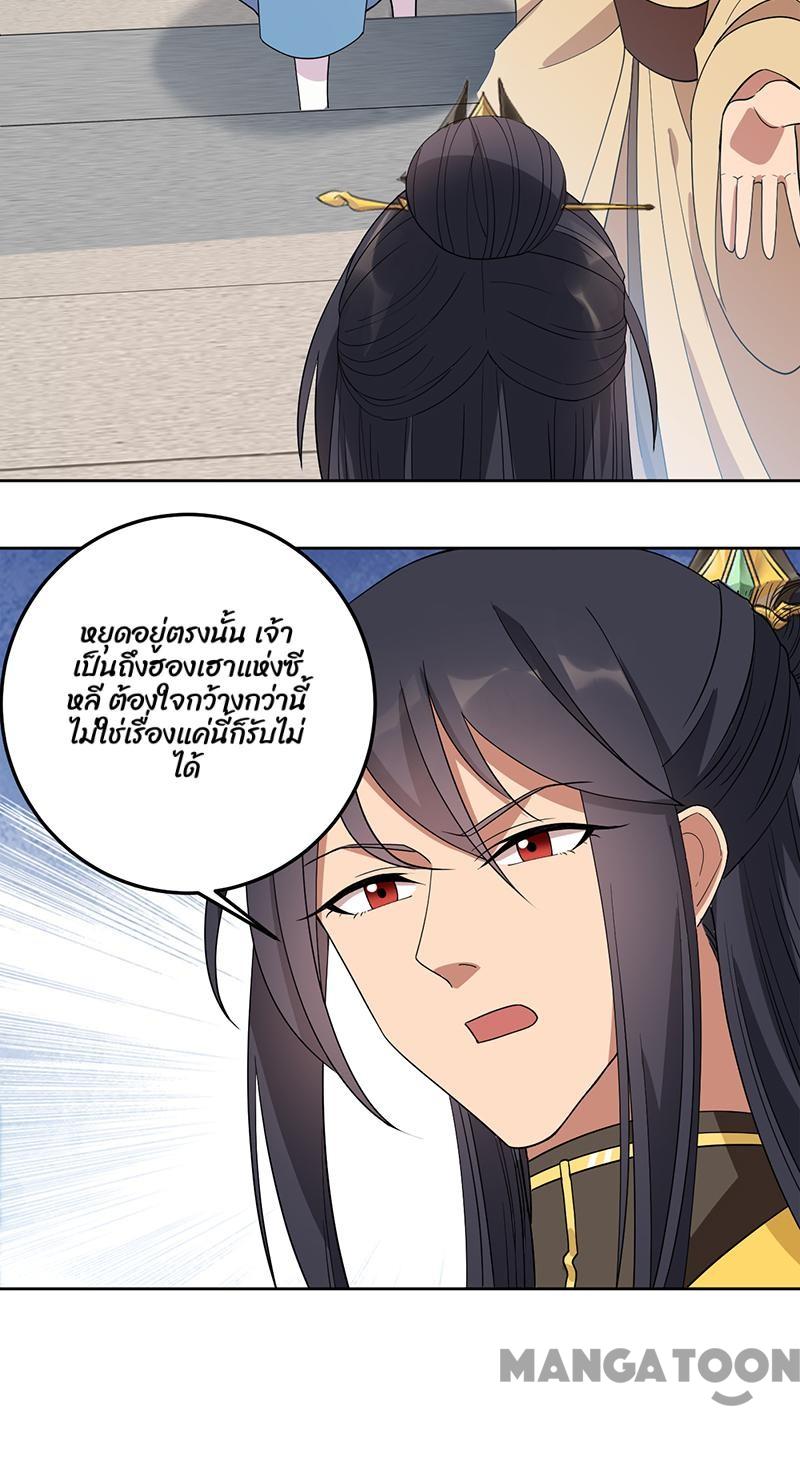 หยุดอยู่ตรงนั้น เจ้า
เป็นถึงฮองเฮาแห่งซี
หลี ต้องใจกว้างกว่านี้
ไม่ใช่เรื่องแค่นี้ก็รับไม่
ได้
MANGATOON